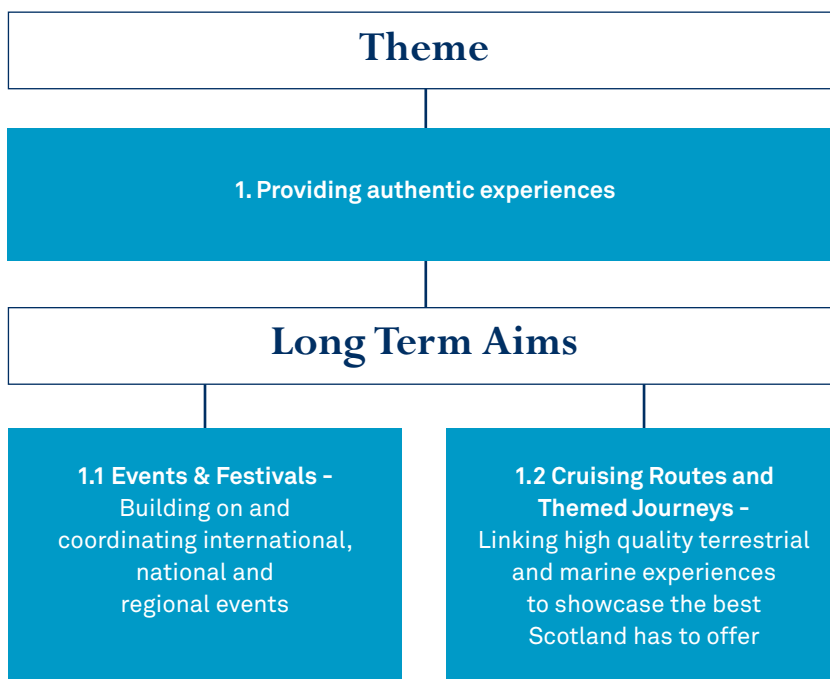 Theme
1. Providing authentic experiences
Long Term Aims
1.1 Events & Festivals -
Building on and
coordinating international,
national and
regional events
1.2 Cruising Routes and
Themed Journeys -
Linking high quality terrestrial
and marine experiences
to showcase the best
Scotland has to offer